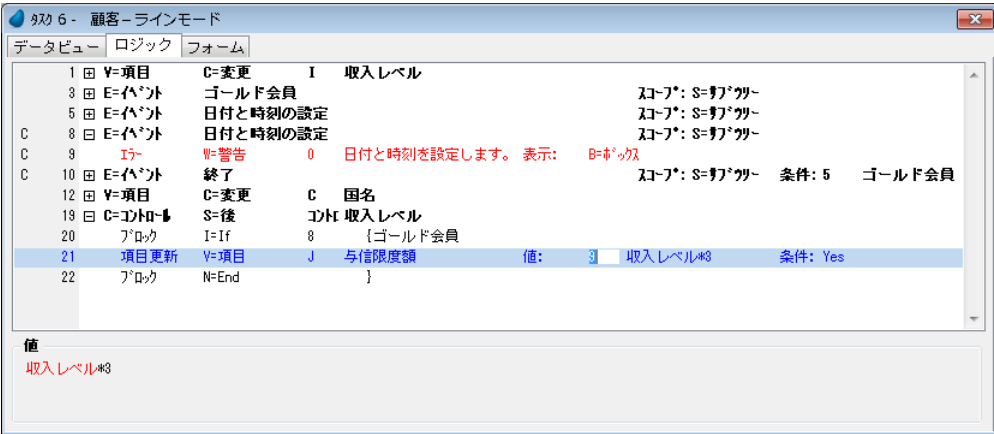 ﾀｽｸ 6 - 顧客−ラインモード
データビュー ロジック フォーム
1 V=項目 C=変更 I 収入レベル
3 E=ｲﾍﾞﾝﾄ ゴールド会員 ｽｺｰﾌﾟ: S=ｻﾌﾞﾂﾘｰ
5 E=ｲﾍﾞﾝﾄ 日付と時刻の設定 ｽｺｰﾌﾟ: S=ｻﾌﾞﾂﾘｰ
C 8 E=ｲﾍﾞﾝﾄ 日付と時刻の設定 ｽｺｰﾌﾟ: S=ｻﾌﾞﾂﾘｰ
C 9 ｴﾗｰ W=警告 0 日付と時刻を設定します。 表示: B=ﾎﾞｯｸｽ
C 10 E=ｲﾍﾞﾝﾄ 終了 ｽｺｰﾌﾟ: S=ｻﾌﾞﾂﾘｰ 条件: 5 ゴールド会員
12 V=項目 C=変更 C 国名
19 C=ｺﾝﾄﾛｰﾙ S=後 ｺﾝﾄﾛ 収入レベル
20 ﾌﾞﾛｯｸ I=If 8 {ゴールド会員
21 項目更新 V=項目 J 与信限度額 値: 9 収入レベル*3 条件: Yes
22 ﾌﾞﾛｯｸ N=End }
値
収入レベル*3